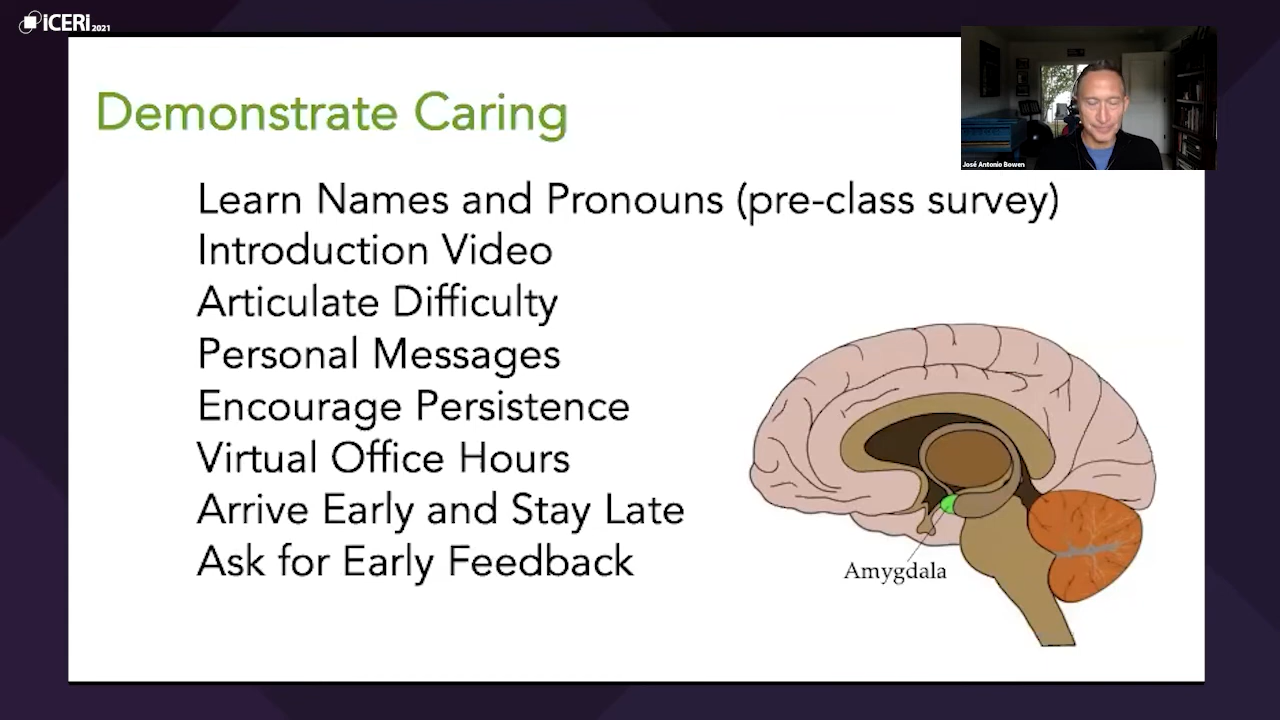 iCERi 2021
Demonstrate Caring
José Antonio Bowen
Learn Names and Pronouns (pre-class survey)
Introduction Video
Articulate Difficulty
Personal Messages
Encourage Persistence
Virtual Office Hours
Arrive Early and Stay Late
Ask for Early Feedback
Amygdala